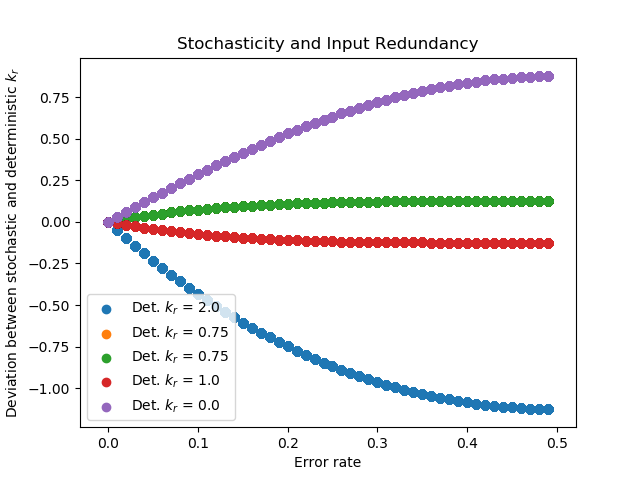 Stochasticity and Input Redundancy
Deviation between stochastic and deterministic $k_r$
0.75
0.50
0.25
0.00
−0.25
−0.50
−0.75
−1.00
Det. $k_r$ = 2.0
Det. $k_r$ = 0.75
Det. $k_r$ = 0.75
Det. $k_r$ = 1.0
Det. $k_r$ = 0.0
0.0 0.1 0.2 0.3 0.4 0.5
Error rate